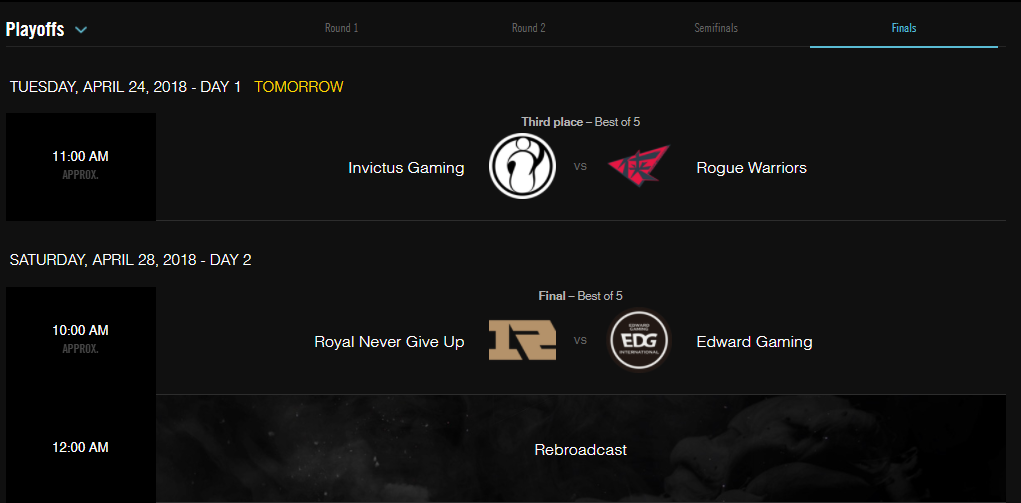 Playoffs
Round 1
Round 2
Semifinals
Finals
TUESDAY, APRIL 24, 2018 - DAY 1 TOMORROW
Third place – Best of 5
11:00 AM
APPROX.
Invictus Gaming
VS
Rogue Warriors
SATURDAY, APRIL 28, 2018 - DAY 2
Final – Best of 5
10:00 AM
APPROX.
Royal Never Give Up
VS
EDWARD GAMING
EDG
INTERNATIONAL
Edward Gaming
12:00 AM
Rebroadcast